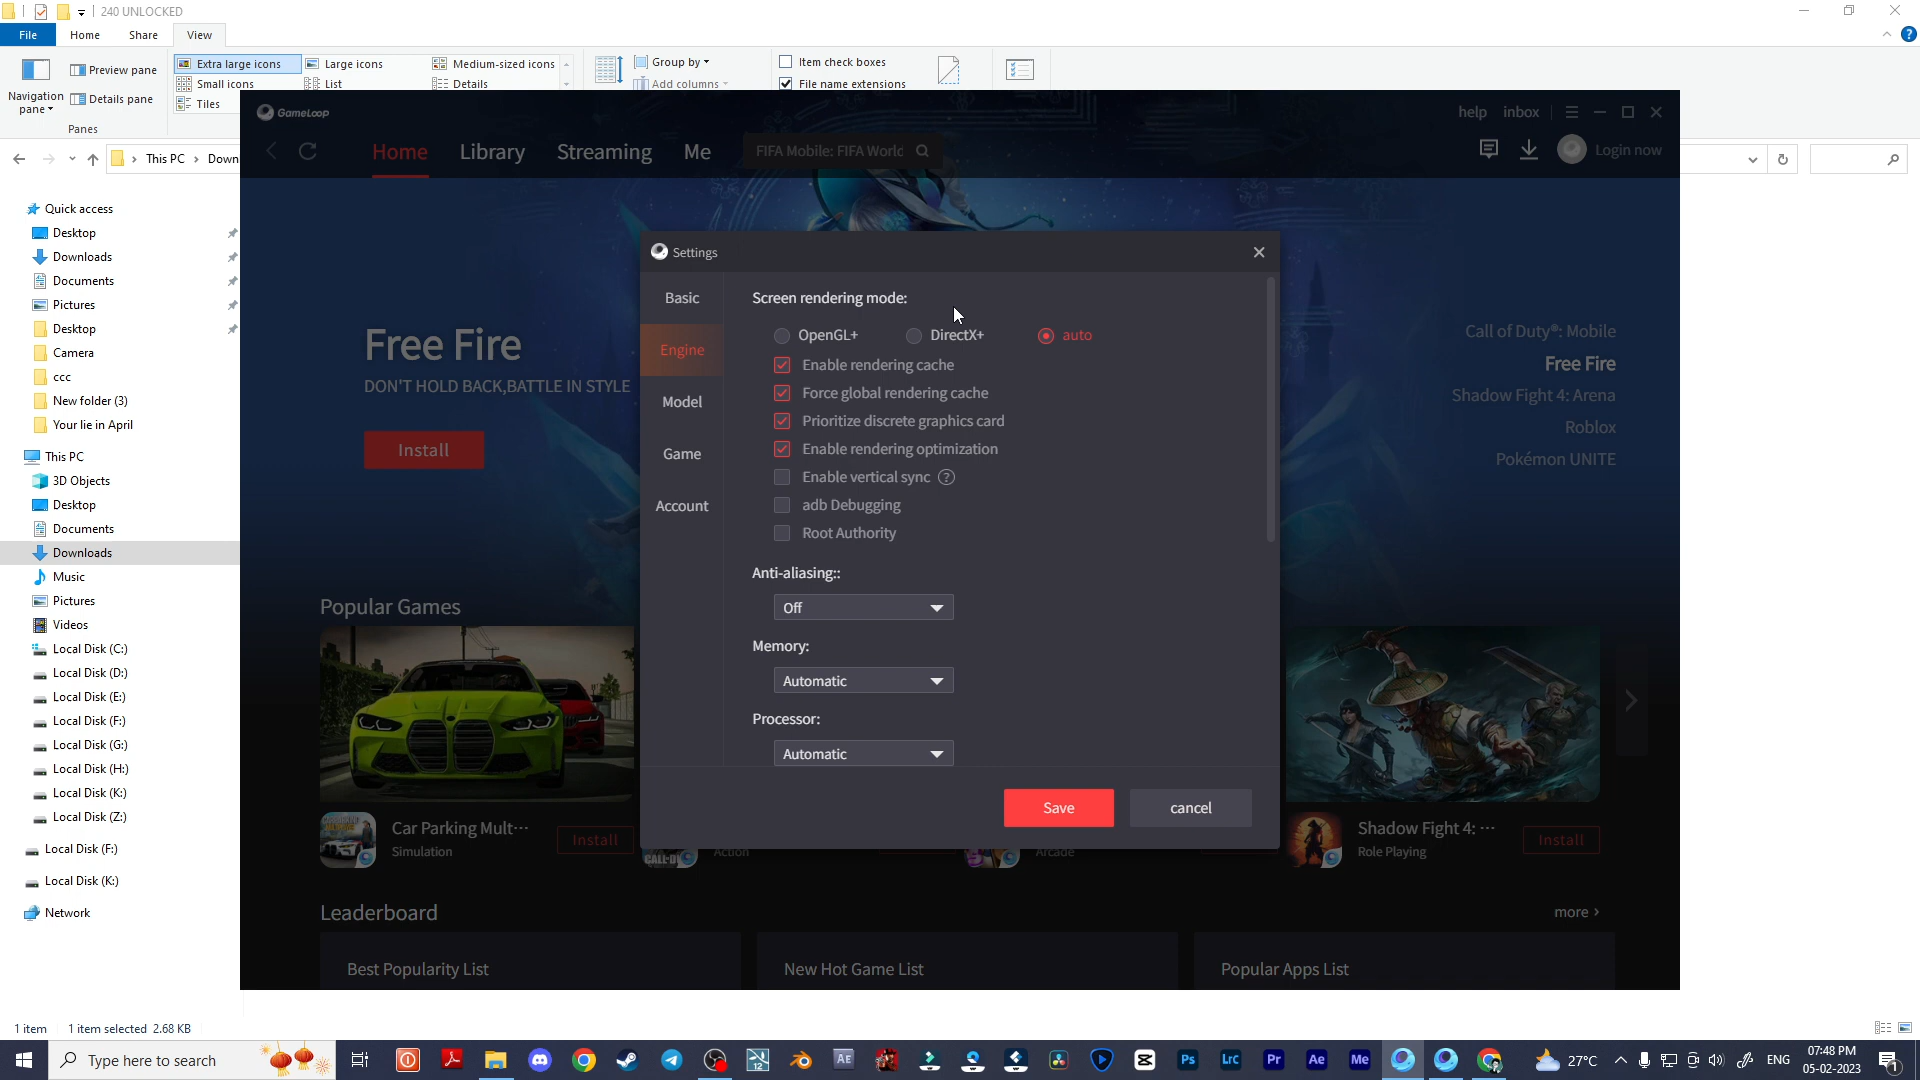 240 UNLOCKED
File
Home
Share
View
Navigation pane
Preview pane
Details pane
Panes
Extra large icons
Large icons
Medium-sized icons
Small icons
List
Details
Tiles
Group by
Add columns
Item check boxes
File name extensions
This PC
Down
Quick access
Desktop
Downloads
Documents
Pictures
Desktop
Camera
ccc
New folder (3)
Your lie in April
This PC
3D Objects
Desktop
Documents
Downloads
Music
Pictures
Videos
Local Disk (C:)
Local Disk (D:)
Local Disk (E:)
Local Disk (F:)
Local Disk (G:)
Local Disk (H:)
Local Disk (K:)
Local Disk (Z:)
Local Disk (F:)
Local Disk (K:)
Network
GameLoop
help
inbox
Home
Library
Streaming
Me
FIFA Mobile: FIFA World
Login now
Free Fire
DON'T HOLD BACK,BATTLE IN STYLE
Install
Call of Duty®: Mobile
Free Fire
Shadow Fight 4: Arena
Roblox
Pokémon UNITE
Settings
Basic
Engine
Model
Game
Account
Screen rendering mode:
OpenGL+
DirectX+
auto
Enable rendering cache
Force global rendering cache
Prioritize discrete graphics card
Enable rendering optimization
Enable vertical sync ?
adb Debugging
Root Authority
Anti-aliasing::
Off
Memory:
Automatic
Processor:
Automatic
Save
cancel
Popular Games
Car Parking Mult···
Simulation
Install
CALL·DU
Action
Arcade
Shadow Fight 4: ···
Role Playing
Install
Leaderboard
more ›
Best Popularity List
New Hot Game List
Popular Apps List
1 item
1 item selected 2.68 KB
Type here to search
12
AE
Ps
LrC
Pr
Ae
Me
27°C
ENG
07:48 PM
05-02-2023
1